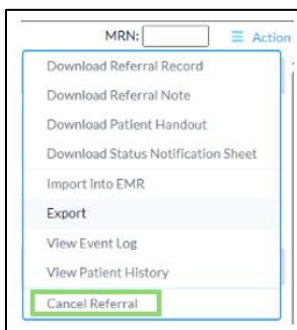 MRN: Action
Download Referral Record
Download Referral Note
Download Patient Handout
Download Status Notification Sheet
Import into EMR
Export
View Event Log
View Patient History
Cancel Referral